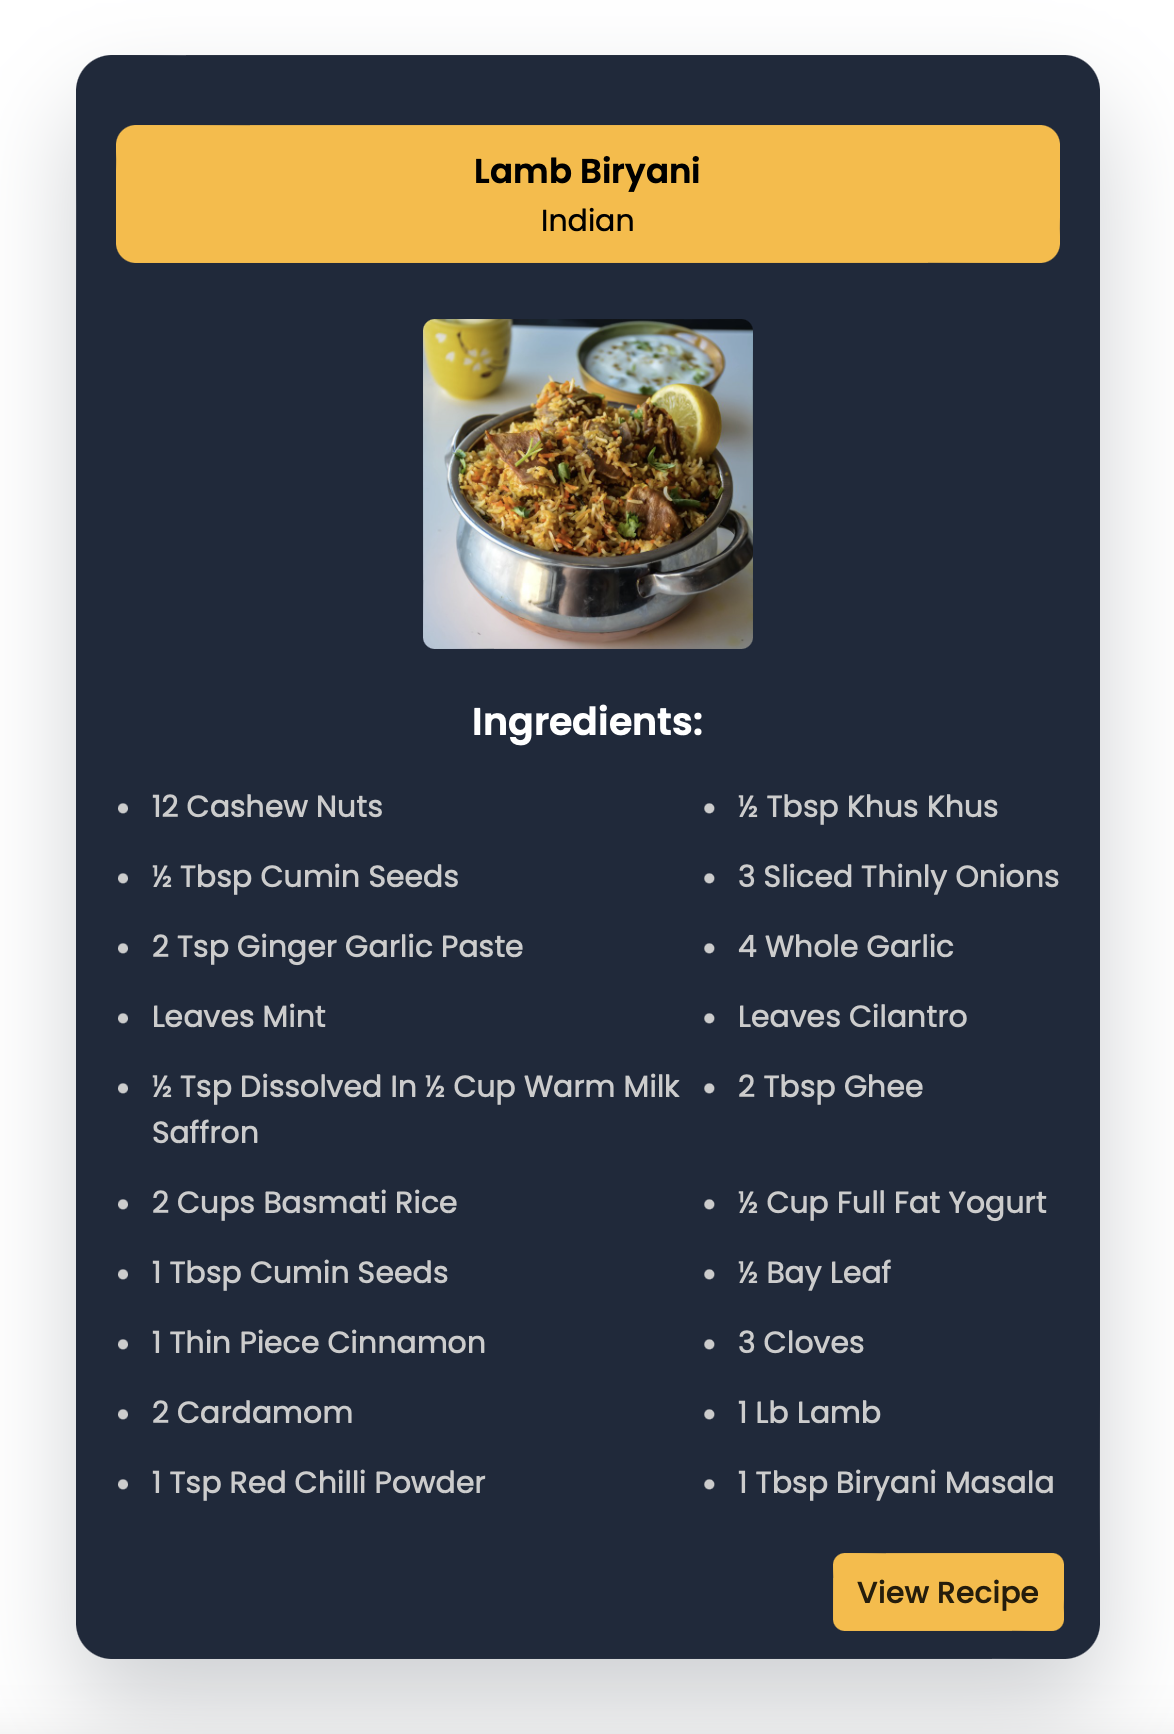 Lamb Biryani
Indian
Ingredients:
12 Cashew Nuts
½ Tbsp Khus Khus
½ Tbsp Cumin Seeds
3 Sliced Thinly Onions
2 Tsp Ginger Garlic Paste
4 Whole Garlic
Leaves Mint
Leaves Cilantro
½ Tsp Dissolved In ½ Cup Warm Milk
Saffron
2 Tbsp Ghee
2 Cups Basmati Rice
½ Cup Full Fat Yogurt
1 Tbsp Cumin Seeds
½ Bay Leaf
1 Thin Piece Cinnamon
3 Cloves
2 Cardamom
1 Lb Lamb
1 Tsp Red Chilli Powder
1 Tbsp Biryani Masala
View Recipe